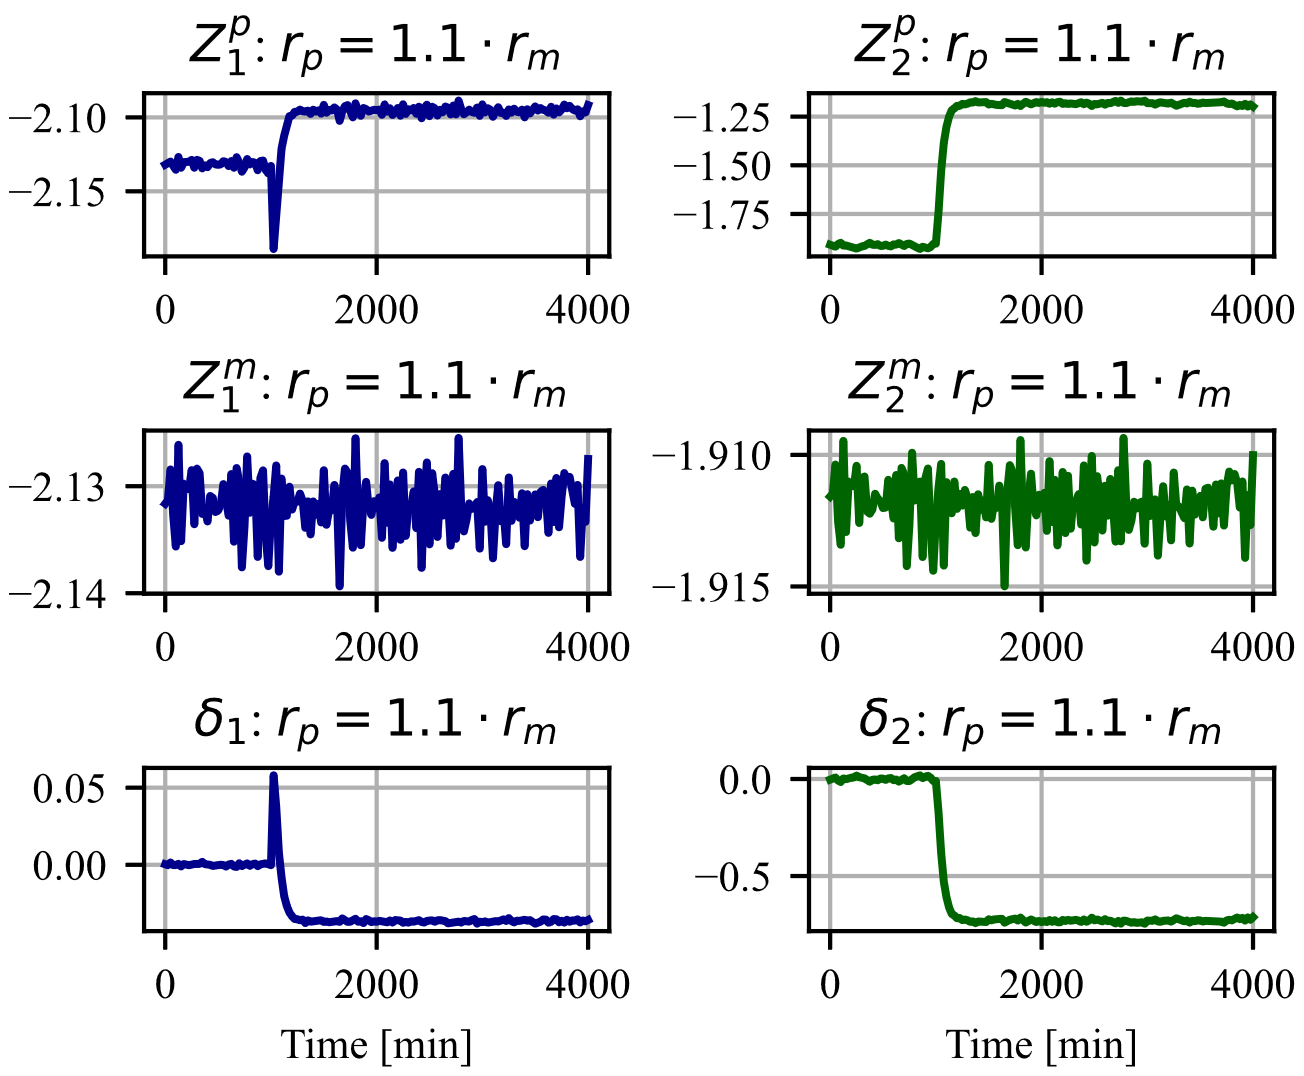 Z₁ᵖ: rₚ = 1.1 · rₘ
−2.10
−2.15
0 2000 4000
Z₂ᵖ: rₚ = 1.1 · rₘ
−1.25
−1.50
−1.75
0 2000 4000
Z₁ᵐ: rₚ = 1.1 · rₘ
−2.13
−2.14
0 2000 4000
Z₂ᵐ: rₚ = 1.1 · rₘ
−1.910
−1.915
0 2000 4000
δ₁: rₚ = 1.1 · rₘ
0.05
0.00
0 2000 4000
Time [min]
δ₂: rₚ = 1.1 · rₘ
0.0
−0.5
0 2000 4000
Time [min]